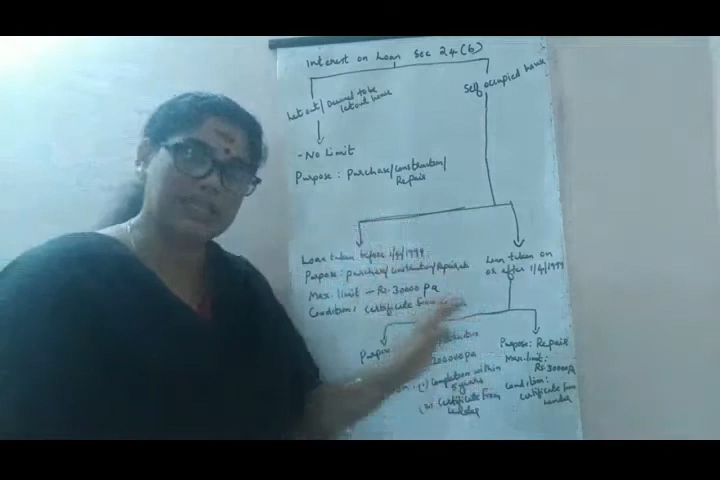 Interest on Loan Sec 24(b)
Let out/ Deemed to be
let out house
Self occupied house
- No Limit
Purpose: Purchase/Construction/
Repair
Loan taken before 1/4/1999
Purpose: purchase/construction/Repair etc
Max. limit - Rs. 30000 pa
Condition: certificate from
Loan taken on
or after 1/4/1999
200000 pa
(i) Completion within
5 years
(ii) certificate from
lender
Purpose: Repair
Max. limit:
Rs. 30000 pa
condition:
certificate from
lender